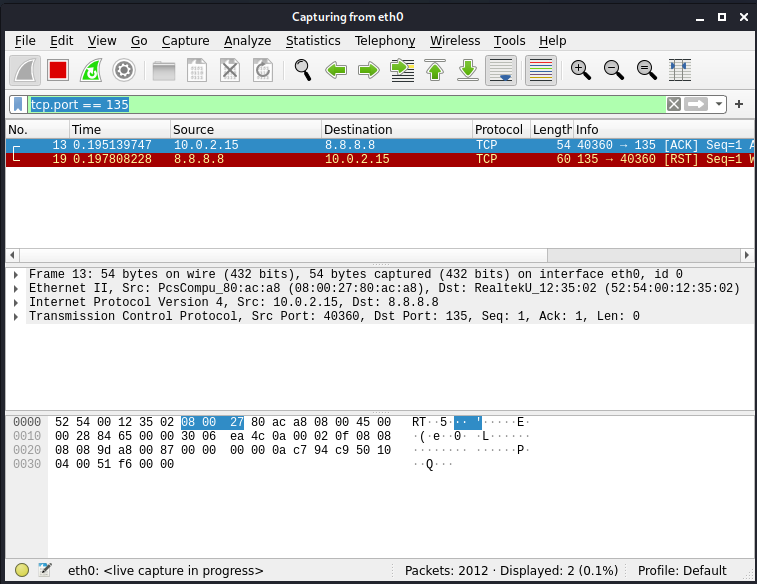 Capturing from eth0
File Edit View Go Capture Analyze Statistics Telephony Wireless Tools Help
tcp.port == 135
No. Time Source Destination Protocol Length Info
13 0.195139747 10.0.2.15 8.8.8.8 TCP 54 40360 → 135 [ACK] Seq=1 A
19 0.197808228 8.8.8.8 10.0.2.15 TCP 60 135 → 40360 [RST] Seq=1 W
Frame 13: 54 bytes on wire (432 bits), 54 bytes captured (432 bits) on interface eth0, id 0
Ethernet II, Src: PcsCompu_80:ac:a8 (08:00:27:80:ac:a8), Dst: RealtekU_12:35:02 (52:54:00:12:35:02)
Internet Protocol Version 4, Src: 10.0.2.15, Dst: 8.8.8.8
Transmission Control Protocol, Src Port: 40360, Dst Port: 135, Seq: 1, Ack: 1, Len: 0
0000 52 54 00 12 35 02 08 00 27 80 ac a8 08 00 45 00 RT··5···'·····E·
0010 00 28 84 65 00 00 30 06 ea 4c 0a 00 02 0f 08 08 ·(·e··0· ·L······
0020 08 08 9d a8 00 87 00 00 00 00 0a c7 94 c9 50 10 ········ ······P·
0030 04 00 51 f6 00 00 ··Q···
eth0: <live capture in progress> Packets: 2012 · Displayed: 2 (0.1%) Profile: Default